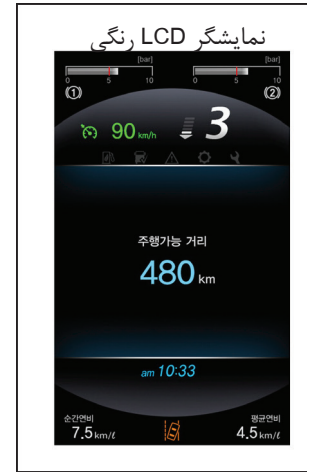 نمایشگر LCD رنگی
[bar] [bar]
0 5 10 0 5 10
(1) (2)
90 km/h 3
주행가능 거리
480 km
am 10:33
순간연비 평균연비
7.5 km/ℓ 4.5 km/ℓ